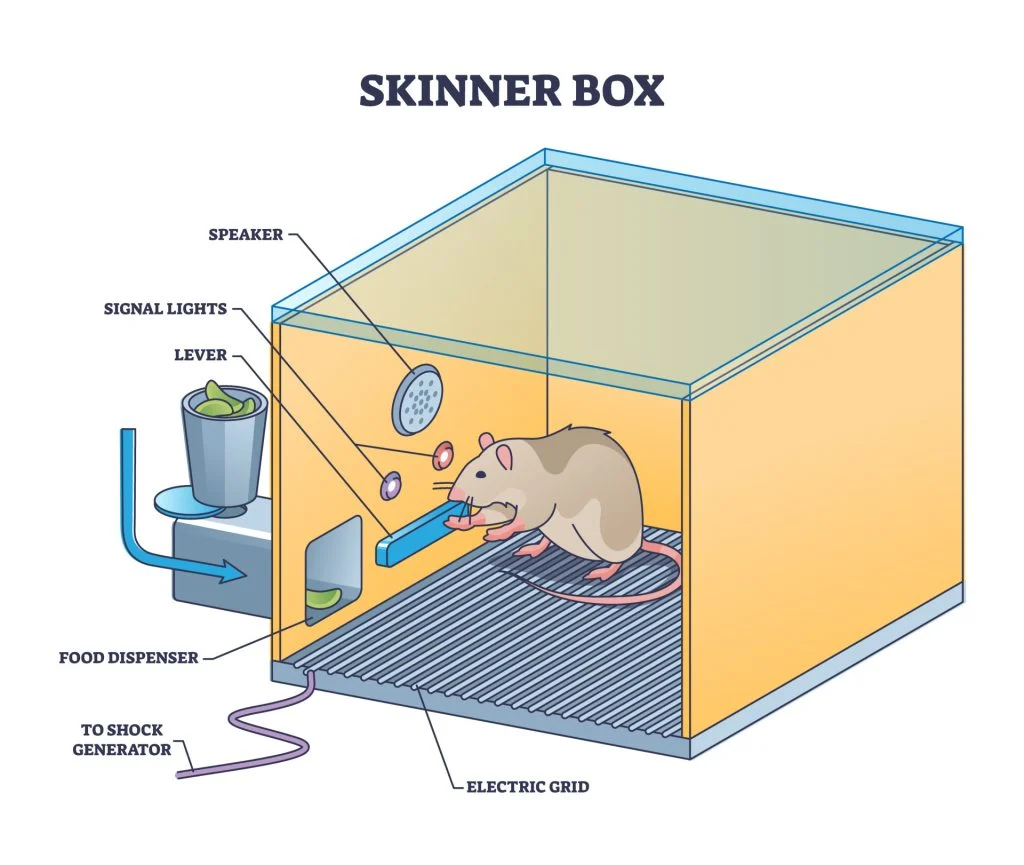 SKINNER BOX
SPEAKER
SIGNAL LIGHTS
LEVER
FOOD DISPENSER
TO SHOCK
GENERATOR
ELECTRIC GRID